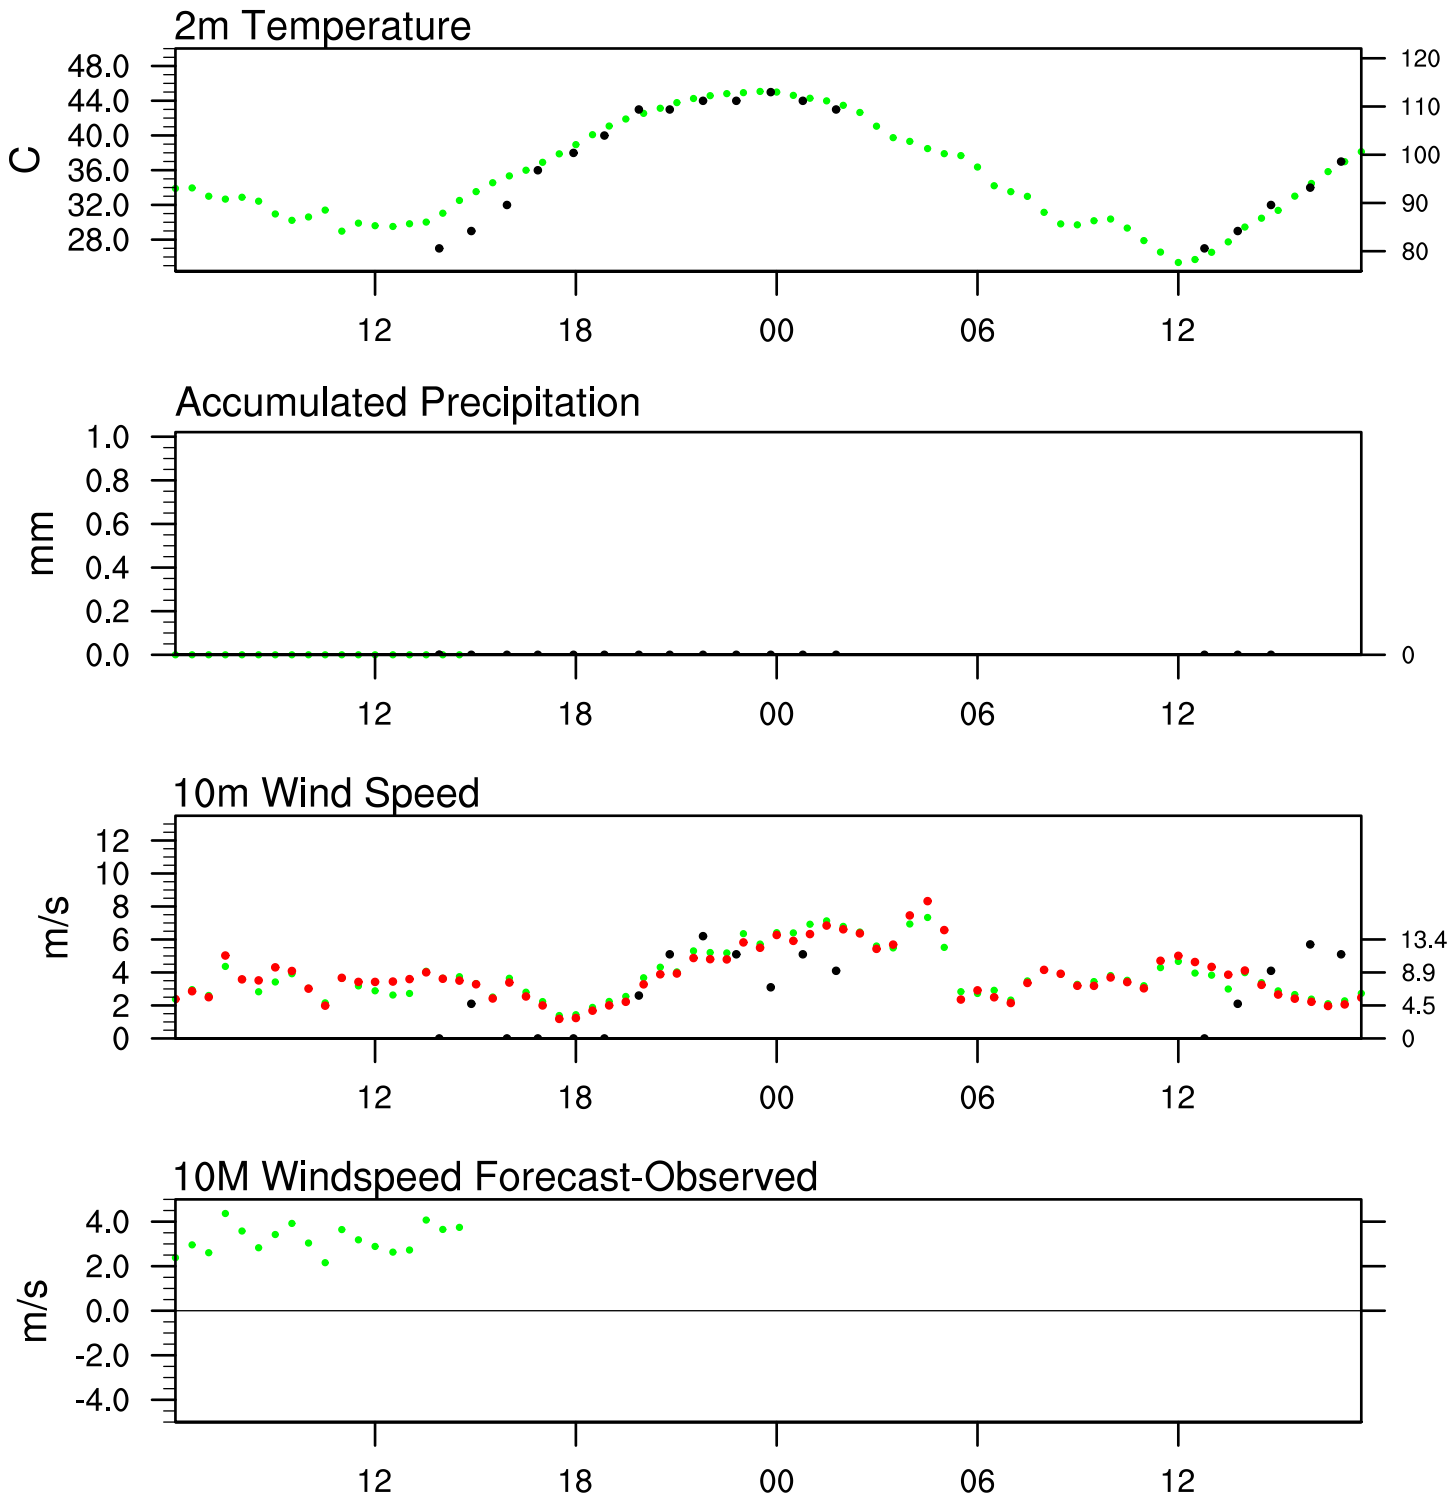 2m Temperature
48.0
44.0
40.0
36.0
32.0
28.0
C
120
110
100
90
80
12 18 00 06 12
Accumulated Precipitation
1.0
0.8
0.6
0.4
0.2
0.0
mm
0
12 18 00 06 12
10m Wind Speed
12
10
8
6
4
2
0
m/s
13.4
8.9
4.5
0
12 18 00 06 12
10M Windspeed Forecast-Observed
4.0
2.0
0.0
-2.0
-4.0
m/s
12 18 00 06 12